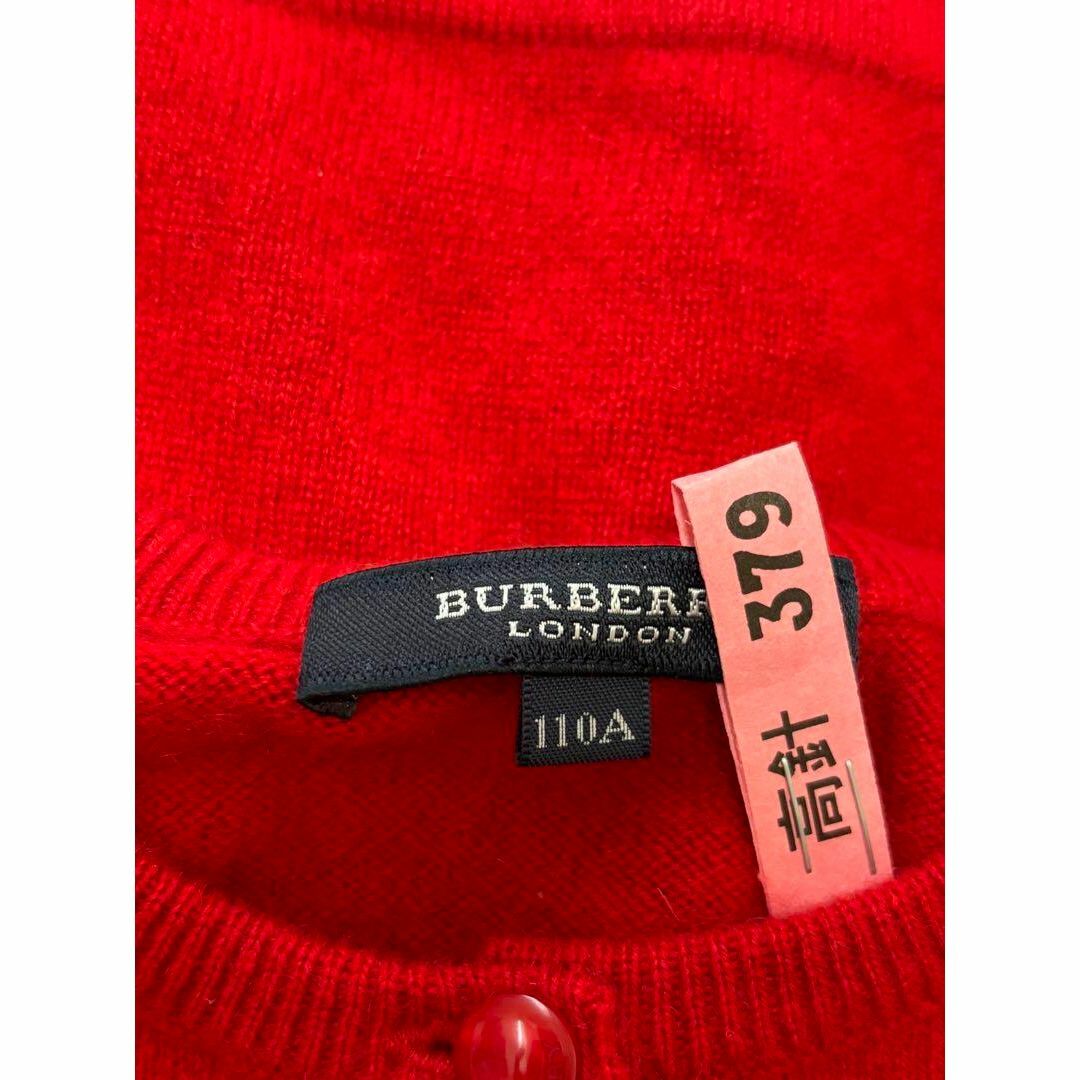 BURBERR
LONDON
110A
高針 379